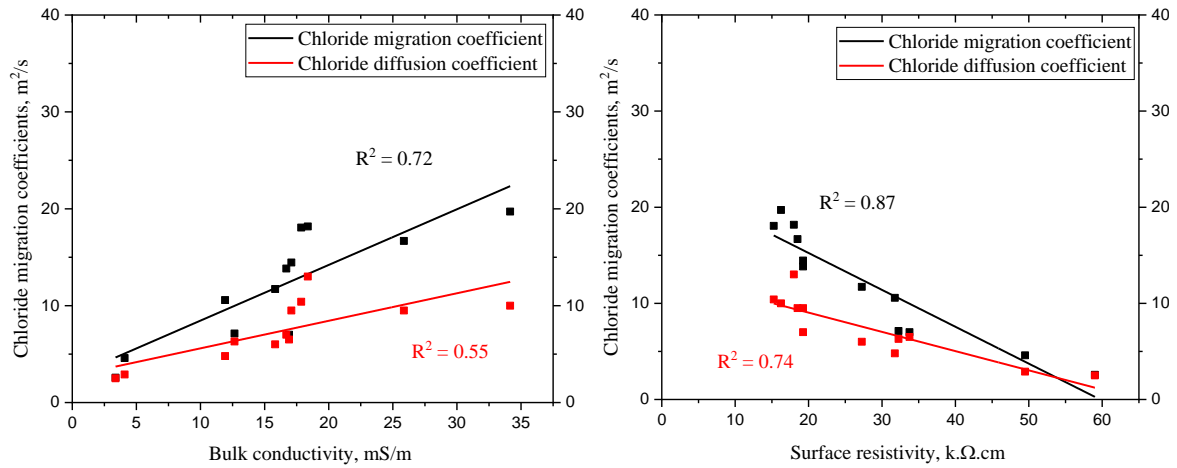 Chloride migration coefficients, m²/s
40
30
20
10
0
Chloride migration coefficient
Chloride diffusion coefficient
R² = 0.72
R² = 0.55
40
30
20
10
0
0 5 10 15 20 25 30 35
Bulk conductivity, mS/m
Chloride migration coefficients, m²/s
40
30
20
10
0
Chloride migration coefficient
Chloride diffusion coefficient
R² = 0.87
R² = 0.74
40
30
20
10
0
0 10 20 30 40 50 60
Surface resistivity, k.Ω.cm